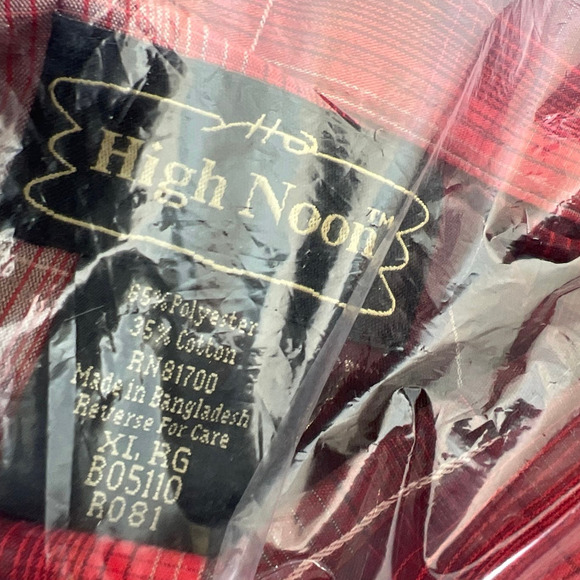 High Noon™
65% Polyester
35% Cotton
RN81700
Made in Bangladesh
Reverse For Care
XL RG
B05110
R081